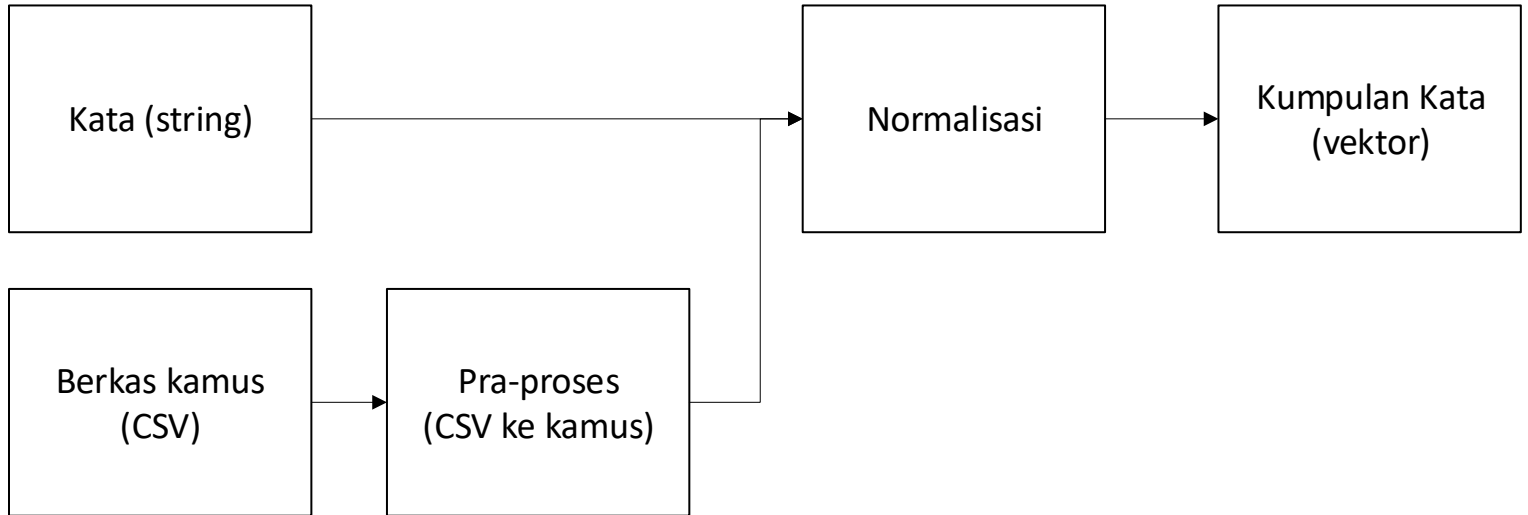 Kata (string)
Normalisasi
Kumpulan Kata
(vektor)
Berkas kamus
(CSV)
Pra-proses
(CSV ke kamus)